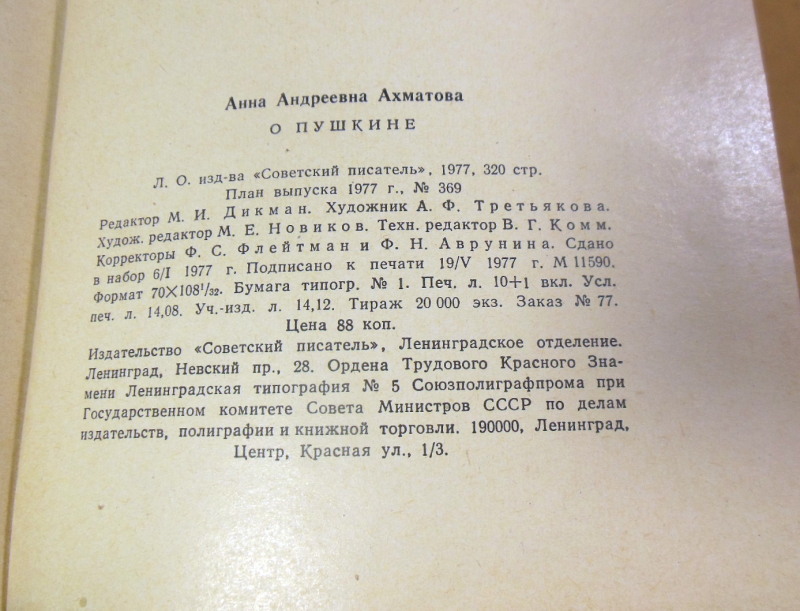 Анна Андреевна Ахматова
О ПУШКИНЕ
Л. О. изд-ва «Советский писатель», 1977, 320 стр.
План выпуска 1977 г., № 369
Редактор М. И. Дикман. Художник А. Ф. Третьякова.
Худож. редактор М. Е. Новиков. Техн. редактор В. Г. Комм.
Корректоры Ф. С. Флейтман и Ф. Н. Аврунина. Сдано
в набор 6/I 1977 г. Подписано к печати 19/V 1977 г. М 11590.
Формат 70×108¹/₃₂. Бумага типогр. № 1. Печ. л. 10+1 вкл. Усл.
печ. л. 14,08. Уч.-изд. л. 14,12. Тираж 20 000 экз. Заказ № 77.
Цена 88 коп.
Издательство «Советский писатель», Ленинградское отделение.
Ленинград, Невский пр., 28. Ордена Трудового Красного Зна-
мени Ленинградская типография № 5 Союзполиграфпрома при
Государственном комитете Совета Министров СССР по делам
издательств, полиграфии и книжной торговли. 190000, Ленинград,
Центр, Красная ул., 1/3.